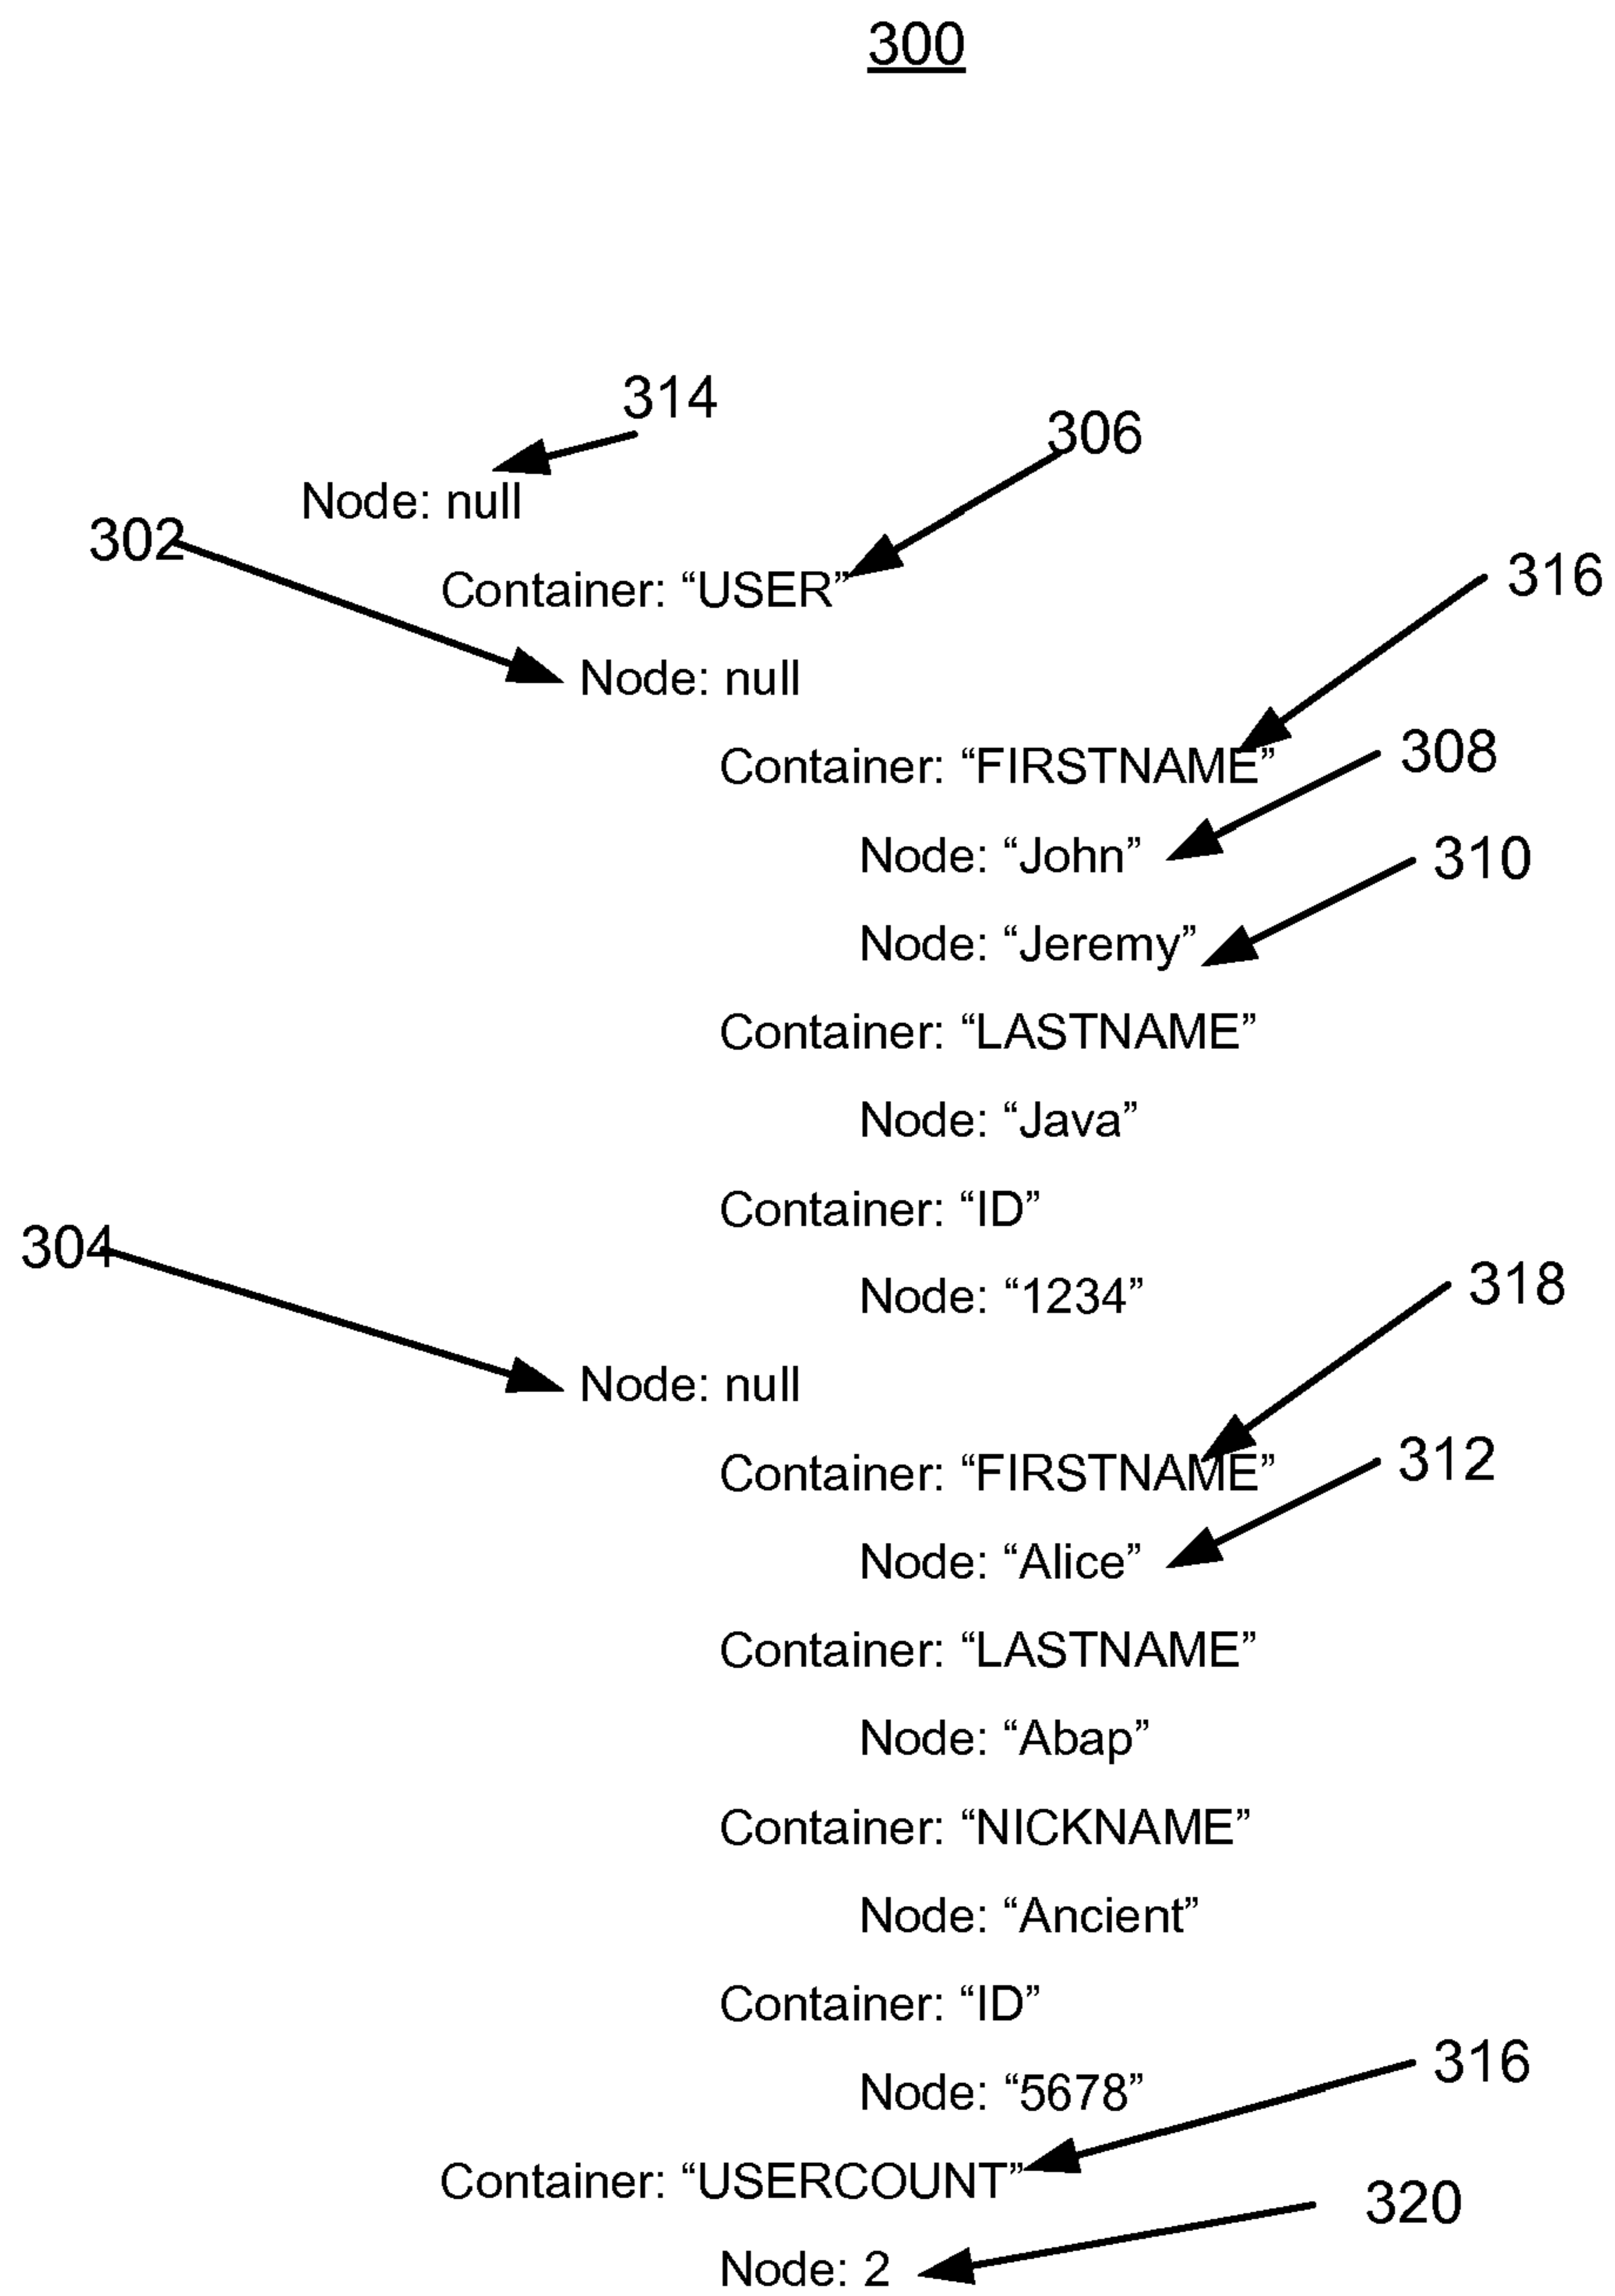 300
314
306
Node: null
302
Container: “USER”
316
Node: null
Container: “FIRSTNAME”
308
Node: “John”
310
Node: “Jeremy”
Container: “LASTNAME”
Node: “Java”
Container: “ID”
304
Node: “1234”
318
Node: null
Container: “FIRSTNAME”
312
Node: “Alice”
Container: “LASTNAME”
Node: “Abap”
Container: “NICKNAME”
Node: “Ancient”
Container: “ID”
316
Node: “5678”
Container: “USERCOUNT”
320
Node: 2